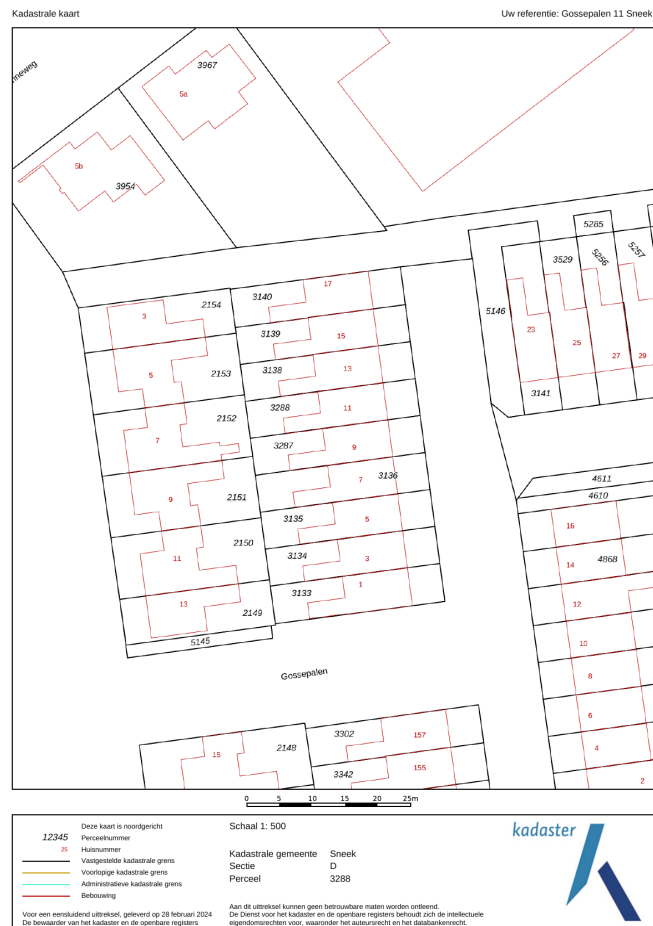 Kadastrale kaart
Uw referentie: Gossepalen 11 Sneek
3967
5a
5b
3954
5285
3529
5256
5257
5146
23
25
27
29
3141
2154
3
3140
17
3139
15
5
2153
3138
13
2152
3288
11
7
3287
9
7
3136
9
2151
3135
5
2150
11
3134
3
3133
1
13
2149
5145
4611
4610
16
14
4868
12
10
8
6
4
2
Gossepalen
15
2148
3302
157
3342
155
0 5 10 15 20 25m
Deze kaart is noordgericht
12345 Perceelnummer
25 Huisnummer
Vastgestelde kadastrale grens
Voorlopige kadastrale grens
Administratieve kadastrale grens
Bebouwing
Voor een eensluidend uittreksel, geleverd op 28 februari 2024
De bewaarder van het kadaster en de openbare registers
Schaal 1: 500
Kadastrale gemeente Sneek
Sectie D
Perceel 3288
Aan dit uittreksel kunnen geen betrouwbare maten worden ontleend.
De Dienst voor het kadaster en de openbare registers behoudt zich de intellectuele
eigendomsrechten voor, waaronder het auteursrecht en het databankenrecht.
kadaster